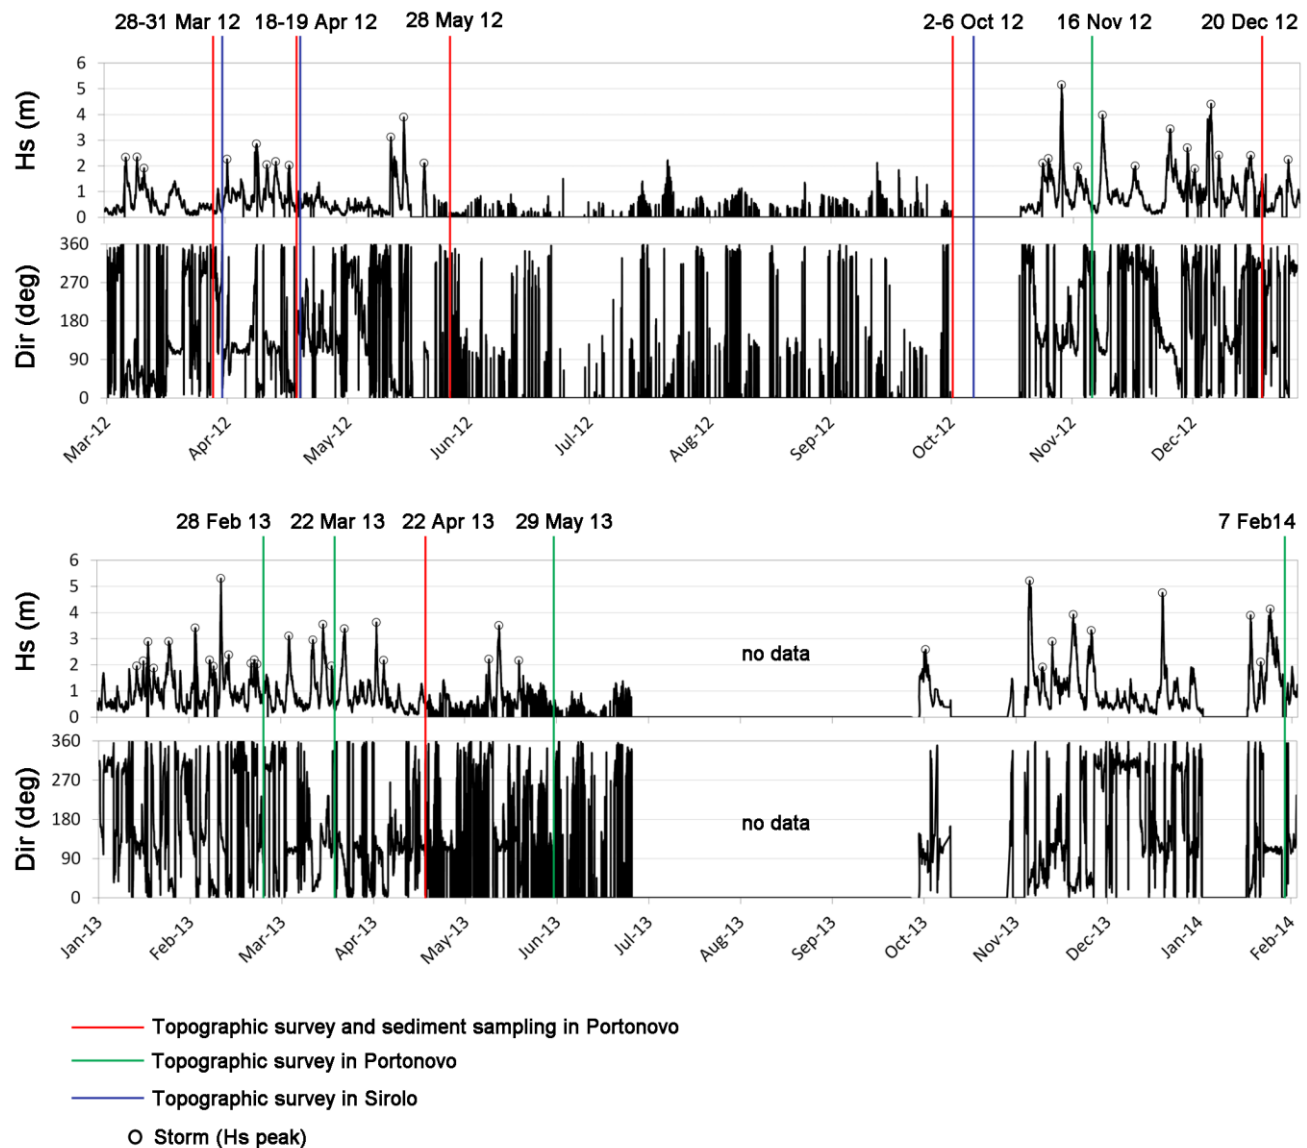 28-31 Mar 12 18-19 Apr 12 28 May 12 2-6 Oct 12 16 Nov 12 20 Dec 12
Hs (m)
6
5
4
3
2
1
0
Dir (deg)
360
270
180
90
0
Mar-12 Apr-12 May-12 Jun-12 Jul-12 Aug-12 Sep-12 Oct-12 Nov-12 Dec-12
28 Feb 13 22 Mar 13 22 Apr 13 29 May 13 7 Feb14
Hs (m)
6
5
4
3
2
1
0
no data
Dir (deg)
360
270
180
90
0
no data
Jan-13 Feb-13 Mar-13 Apr-13 May-13 Jun-13 Jul-13 Aug-13 Sep-13 Oct-13 Nov-13 Dec-13 Jan-14 Feb-14
Topographic survey and sediment sampling in Portonovo
Topographic survey in Portonovo
Topographic survey in Sirolo
Storm (Hs peak)